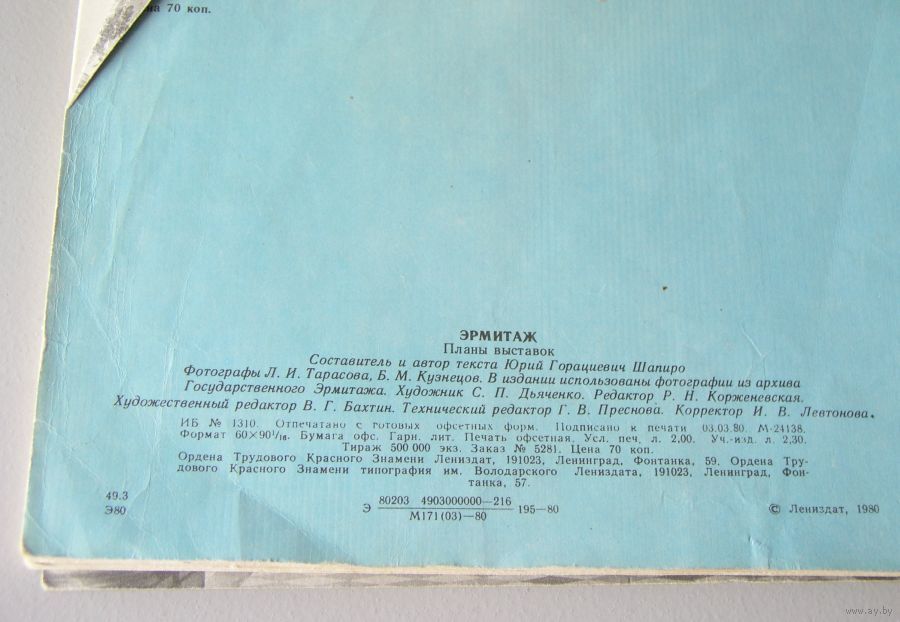 на 70 коп.
ЭРМИТАЖ
Планы выставок
Составитель и автор текста Юрий Горациевич Шапиро
Фотографы Л. И. Тарасова, Б. М. Кузнецов. В издании использованы фотографии из архива
Государственного Эрмитажа. Художник С. П. Дьяченко. Редактор Р. Н. Корженевская.
Художественный редактор В. Г. Бахтин. Технический редактор Г. В. Преснова. Корректор И. В. Левтонова.
ИБ № 1310. Отпечатано с готовых офсетных форм. Подписано к печати 03.03.80. М-24138.
Формат 60×90 1/16. Бумага офс. Гарн. лит. Печать офсетная. Усл. печ. л. 2,00. Уч.-изд. л. 2,30.
Тираж 500 000 экз. Заказ № 5281. Цена 70 коп.
Ордена Трудового Красного Знамени Лениздат, 191023, Ленинград, Фонтанка, 59. Ордена Тру-
дового Красного Знамени типография им. Володарского Лениздата, 191023, Ленинград, Фон-
танка, 57.
49.3
Э80
Э 80203 4903000000—216
М171(03)—80
195—80
© Лениздат, 1980
www.ay.by